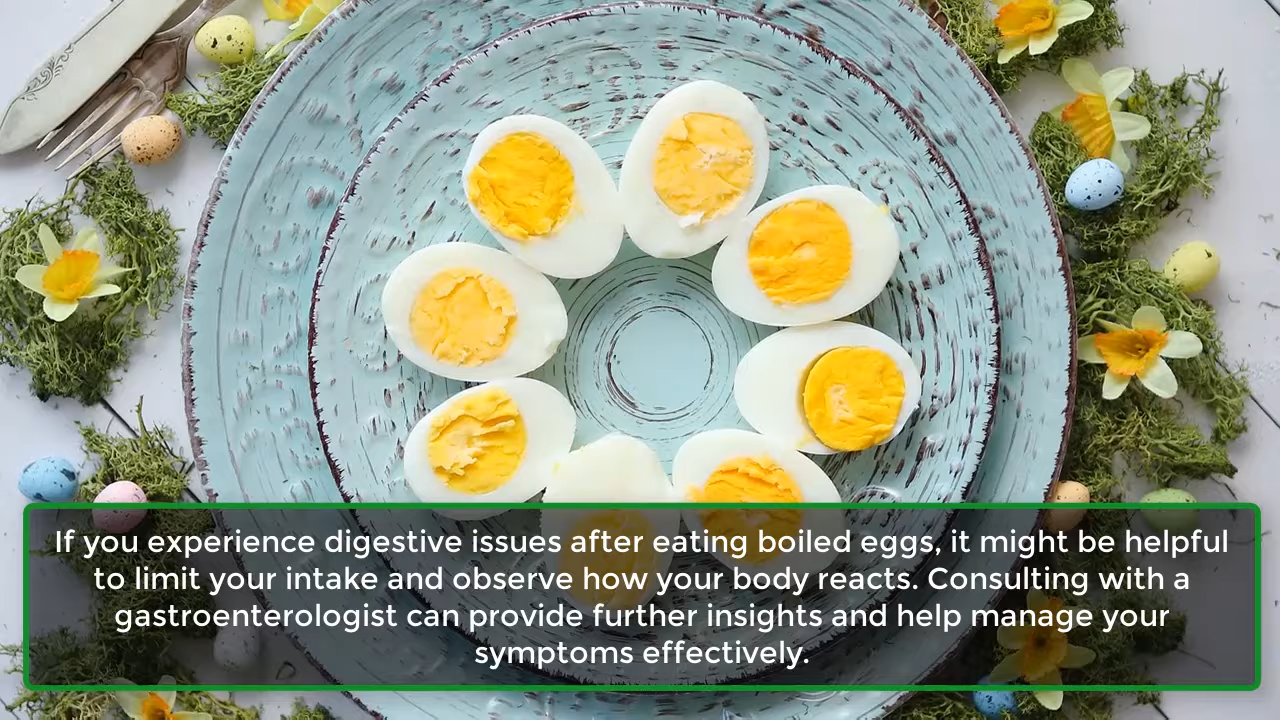 If you experience digestive issues after eating boiled eggs, it might be helpful
to limit your intake and observe how your body reacts. Consulting with a
gastroenterologist can provide further insights and help manage your
symptoms effectively.